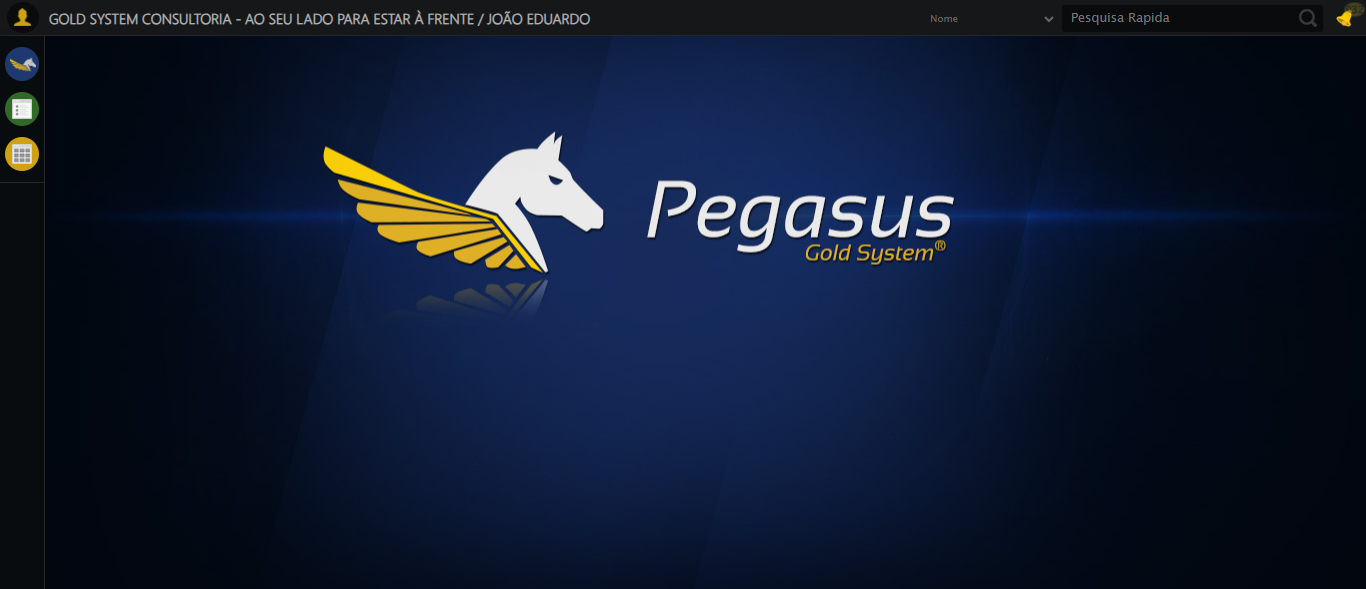 GOLD SYSTEM CONSULTORIA - AO SEU LADO PARA ESTAR À FRENTE / JOÃO EDUARDO
Nome
Pesquisa Rapida
Pegasus
Gold System®